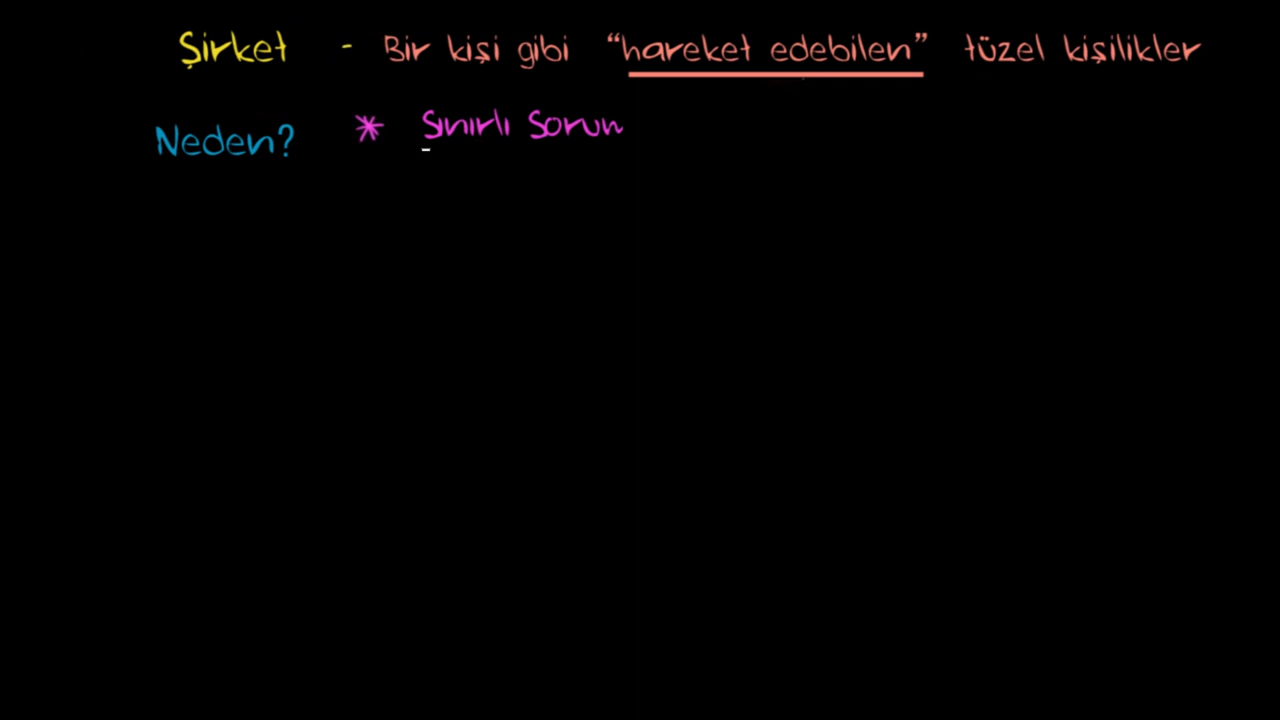 Şirket - Bir kişi gibi “hareket edebilen” tüzel kişilikler
Neden? * Sınırlı Sorun